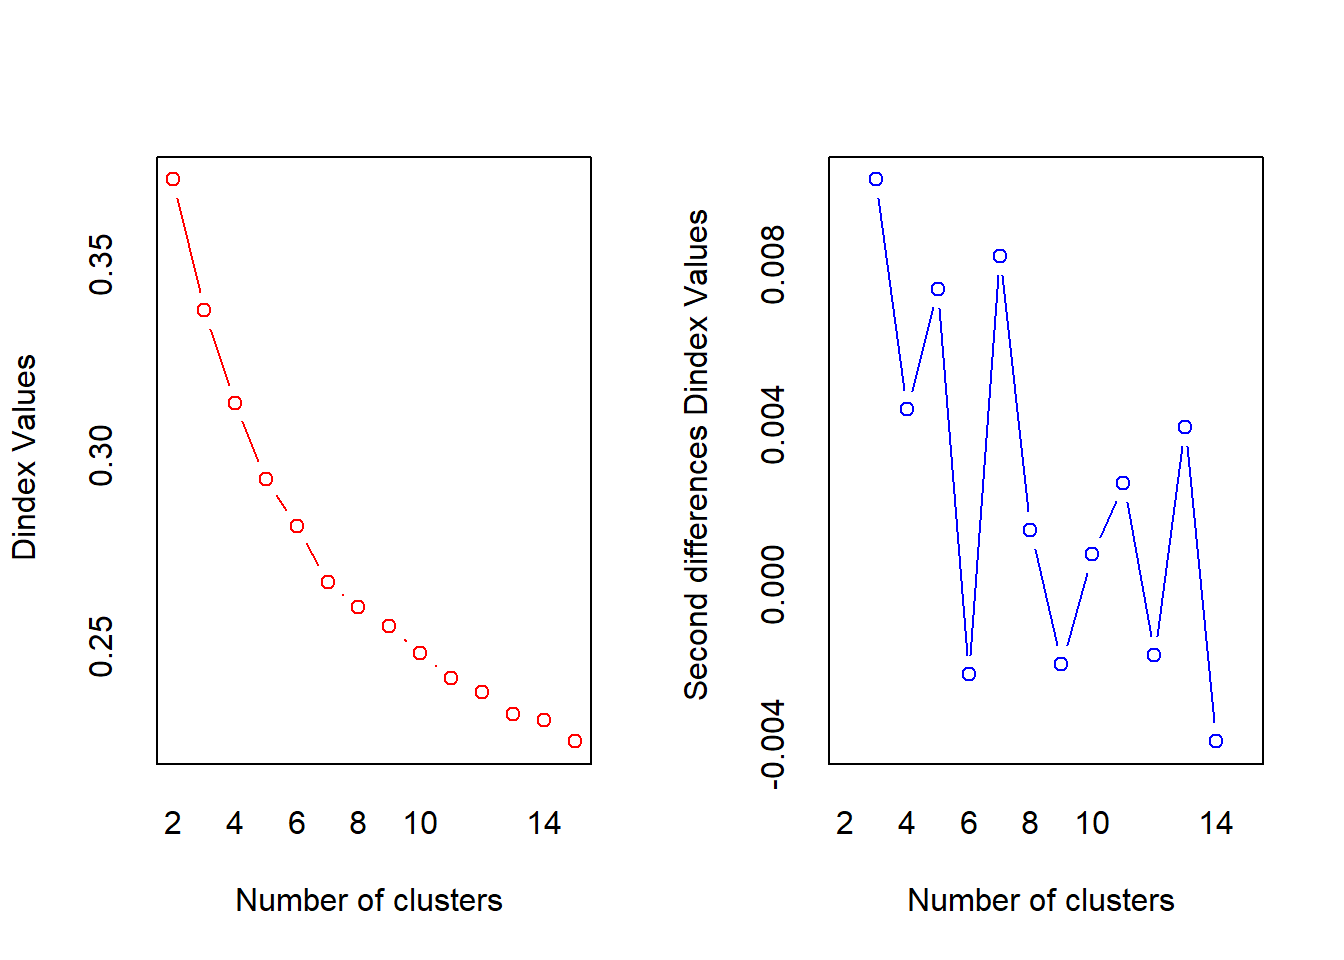 Dindex Values
0.35
0.30
0.25
2 4 6 8 10 14
Number of clusters
Second differences Dindex Values
0.008
0.004
0.000
-0.004
2 4 6 8 10 14
Number of clusters